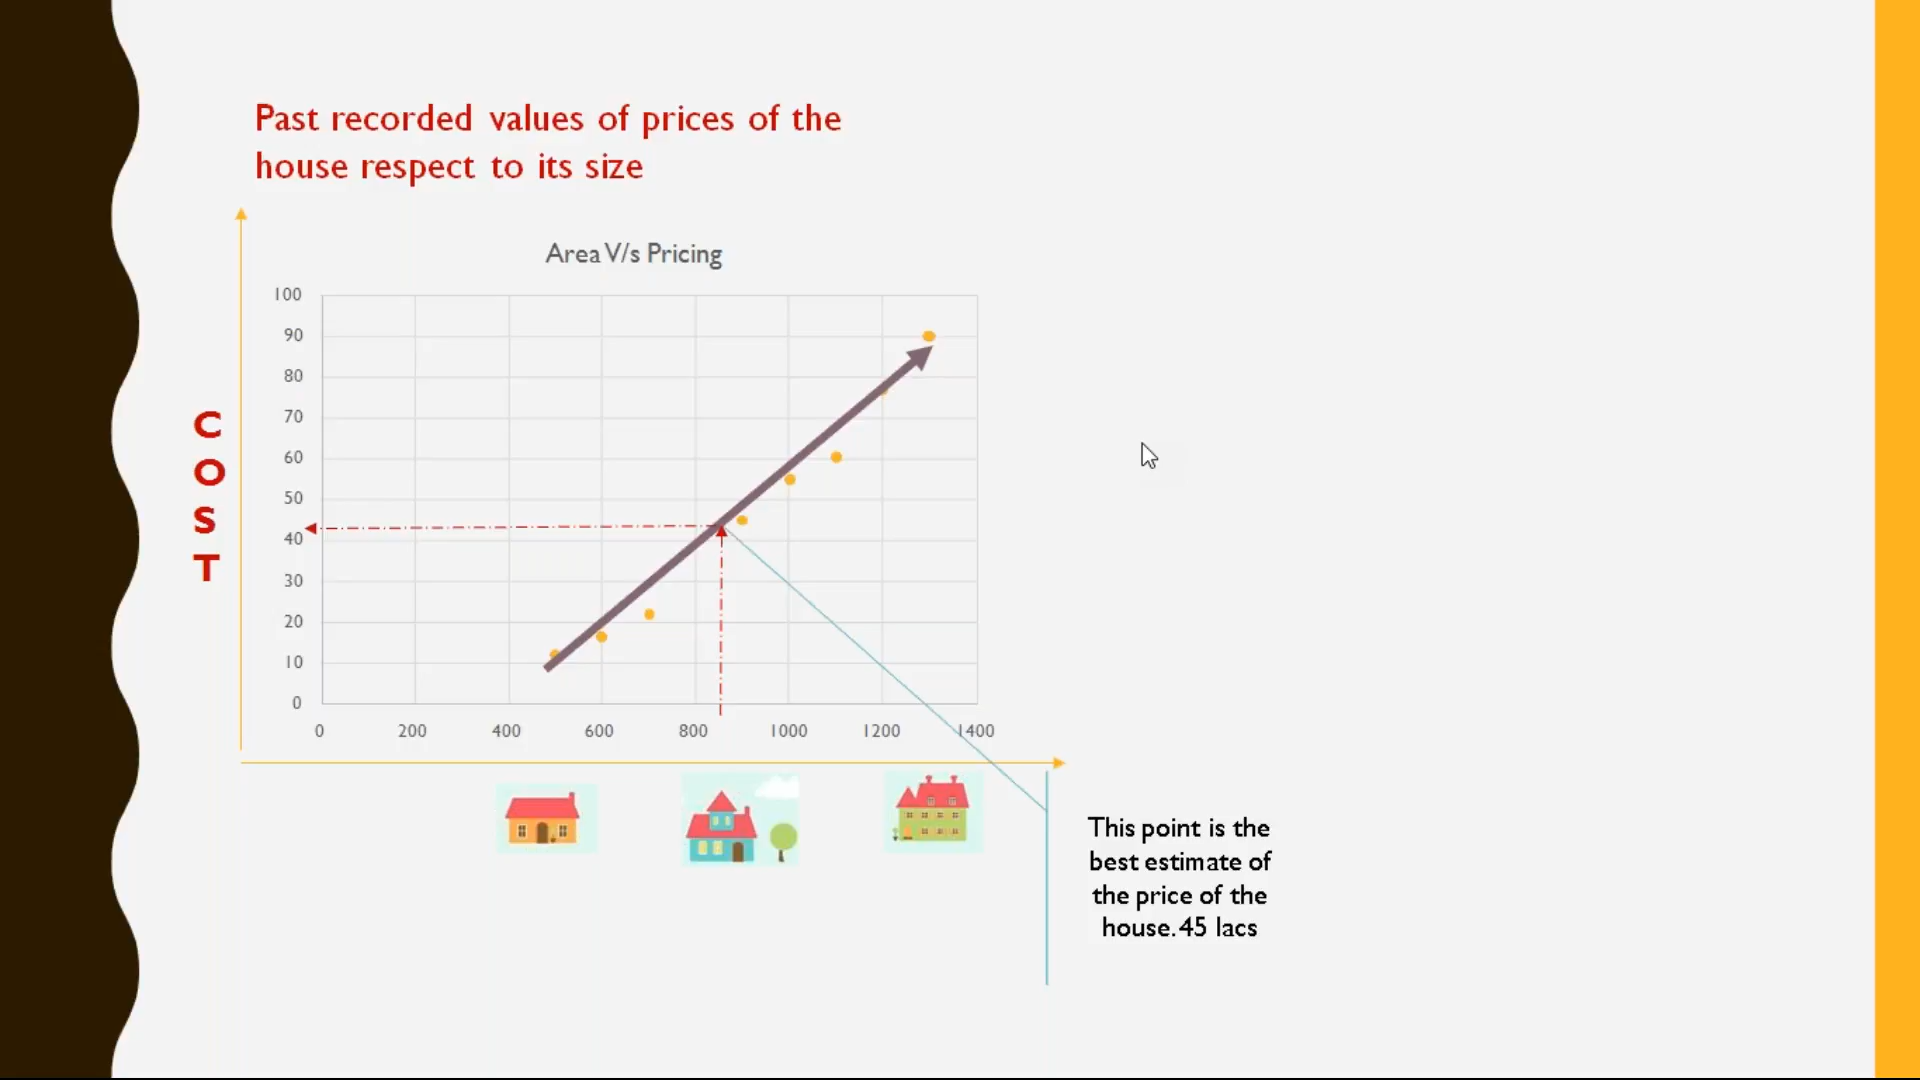 Past recorded values of prices of the
house respect to its size
Area V/s Pricing
C
O
S
T
100
90
80
70
60
50
40
30
20
10
0
0 200 400 600 800 1000 1200 1400
This point is the
best estimate of
the price of the
house.45 lacs